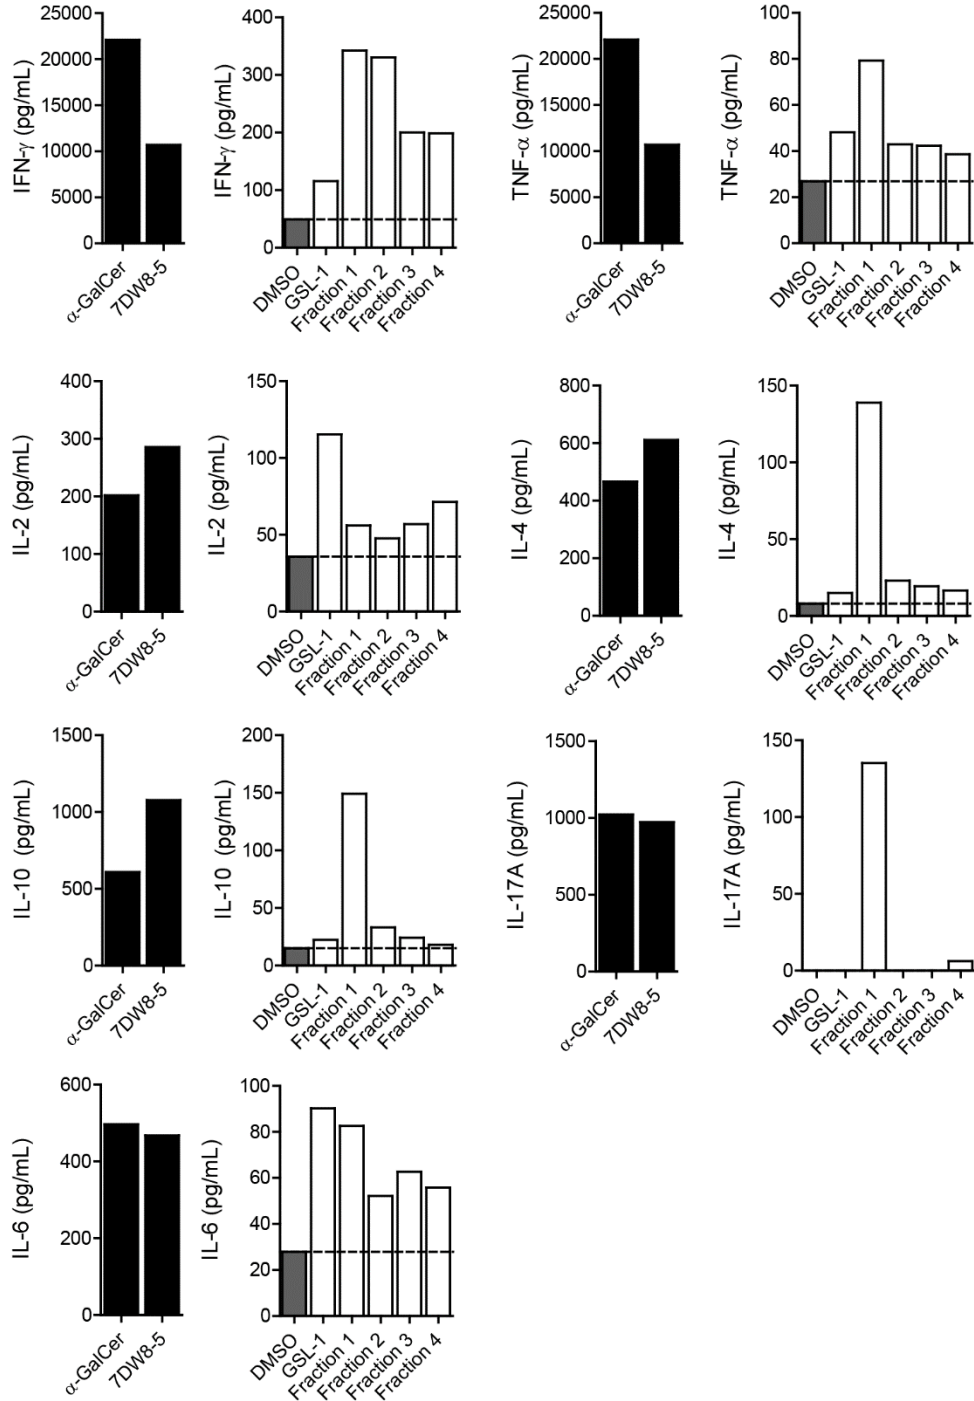 IFN-γ (pg/mL)
25000
20000
15000
10000
5000
0
α-GalCer
7DW8-5
IFN-γ (pg/mL)
400
300
200
100
0
DMSO
GSL-1
Fraction 1
Fraction 2
Fraction 3
Fraction 4
TNF-α (pg/mL)
25000
20000
15000
10000
5000
0
α-GalCer
7DW8-5
TNF-α (pg/mL)
100
80
60
40
20
0
DMSO
GSL-1
Fraction 1
Fraction 2
Fraction 3
Fraction 4
IL-2 (pg/mL)
400
300
200
100
0
α-GalCer
7DW8-5
IL-2 (pg/mL)
150
100
50
0
DMSO
GSL-1
Fraction 1
Fraction 2
Fraction 3
Fraction 4
IL-4 (pg/mL)
800
600
400
200
0
α-GalCer
7DW8-5
IL-4 (pg/mL)
150
100
50
0
DMSO
GSL-1
Fraction 1
Fraction 2
Fraction 3
Fraction 4
IL-10 (pg/mL)
1500
1000
500
0
α-GalCer
7DW8-5
IL-10 (pg/mL)
200
150
100
50
0
DMSO
GSL-1
Fraction 1
Fraction 2
Fraction 3
Fraction 4
IL-17A (pg/mL)
1500
1000
500
0
α-GalCer
7DW8-5
IL-17A (pg/mL)
150
100
50
0
DMSO
GSL-1
Fraction 1
Fraction 2
Fraction 3
Fraction 4
IL-6 (pg/mL)
600
400
200
0
α-GalCer
7DW8-5
IL-6 (pg/mL)
100
80
60
40
20
0
DMSO
GSL-1
Fraction 1
Fraction 2
Fraction 3
Fraction 4